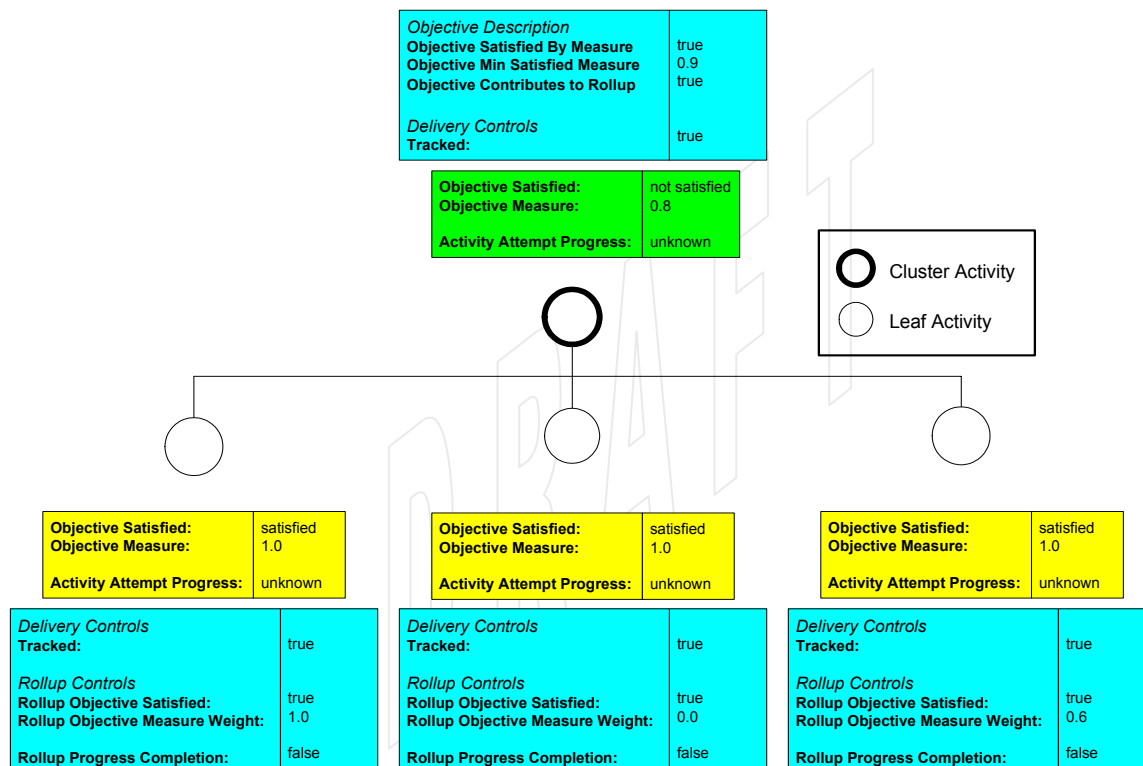 Objective Description
Objective Satisfied By Measure true
Objective Min Satisfied Measure 0.9
Objective Contributes to Rollup true
Delivery Controls
Tracked: true
Objective Satisfied: not satisfied
Objective Measure: 0.8
Activity Attempt Progress: unknown
Cluster Activity
Leaf Activity
DRAFT
Objective Satisfied: satisfied
Objective Measure: 1.0
Activity Attempt Progress: unknown
Delivery Controls
Tracked: true
Rollup Controls
Rollup Objective Satisfied: true
Rollup Objective Measure Weight: 1.0
Rollup Progress Completion: false
Objective Satisfied: satisfied
Objective Measure: 1.0
Activity Attempt Progress: unknown
Delivery Controls
Tracked: true
Rollup Controls
Rollup Objective Satisfied: true
Rollup Objective Measure Weight: 0.0
Rollup Progress Completion: false
Objective Satisfied: satisfied
Objective Measure: 1.0
Activity Attempt Progress: unknown
Delivery Controls
Tracked: true
Rollup Controls
Rollup Objective Satisfied: true
Rollup Objective Measure Weight: 0.6
Rollup Progress Completion: false